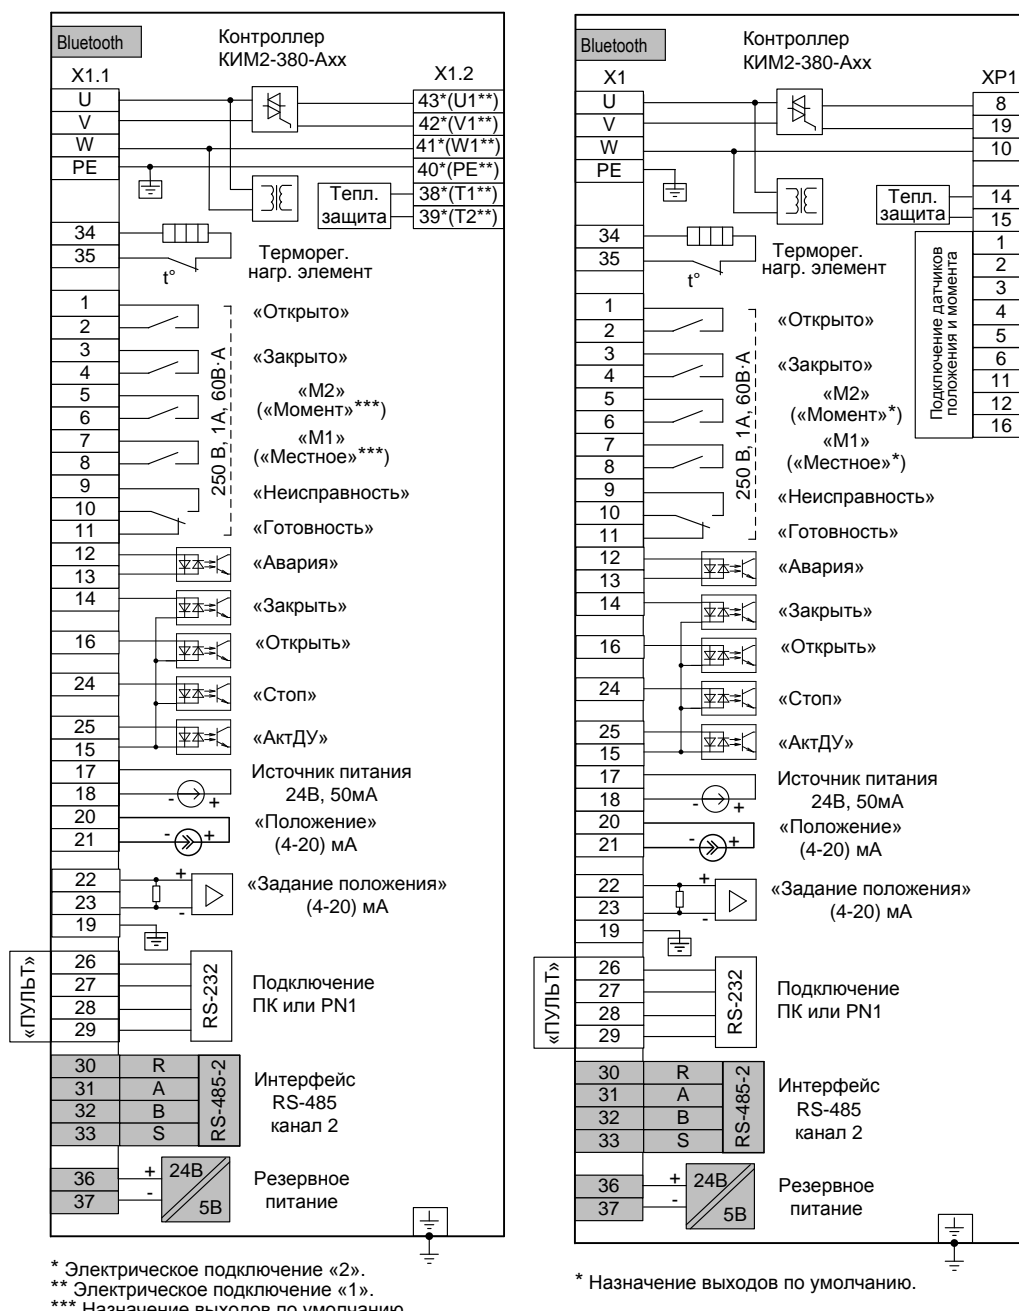 Bluetooth
Контроллер
КИМ2-380-Ахх
X1.1
X1.2
U
V
W
PE
43*(U1**)
42*(V1**)
41*(W1**)
40*(PE**)
38*(T1**)
39*(T2**)
Тепл.
защита
34
35
t°
Терморег.
нагр. элемент
1
2
3
4
5
6
7
8
9
10
11
250 В, 1А, 60В·А
«Открыто»
«Закрыто»
«М2»
(«Момент»***)
«М1»
(«Местное»***)
«Неисправность»
«Готовность»
12
13
«Авария»
14
«Закрыть»
16
«Открыть»
24
«Стоп»
25
15
«АктДУ»
17
18
- +
Источник питания
24В, 50мА
20
21
- +
«Положение»
(4-20) мА
22
23
+
-
«Задание положения»
(4-20) мА
19
«ПУЛЬТ»
26
27
28
29
RS-232
Подключение
ПК или PN1
30 R
31 A
32 B
33 S
RS-485-2
Интерфейс
RS-485
канал 2
36 +
37 -
24В
5В
Резервное
питание
* Электрическое подключение «2».
** Электрическое подключение «1».
*** Назначение выходов по умолчанию.
Bluetooth
Контроллер
КИМ2-380-Ахх
X1
XP1
U
V
W
PE
8
19
10
14
15
Тепл.
защита
1
2
3
4
5
6
11
12
16
Подключение датчиков
положения и момента
34
35
t°
Терморег.
нагр. элемент
1
2
3
4
5
6
7
8
9
10
11
250 В, 1А, 60В·А
«Открыто»
«Закрыто»
«М2»
(«Момент»*)
«М1»
(«Местное»*)
«Неисправность»
«Готовность»
12
13
«Авария»
14
«Закрыть»
16
«Открыть»
24
«Стоп»
25
15
«АктДУ»
17
18
- +
Источник питания
24В, 50мА
20
21
- +
«Положение»
(4-20) мА
22
23
+
-
«Задание положения»
(4-20) мА
19
«ПУЛЬТ»
26
27
28
29
RS-232
Подключение
ПК или PN1
30 R
31 A
32 B
33 S
RS-485-2
Интерфейс
RS-485
канал 2
36 +
37 -
24В
5В
Резервное
питание
* Назначение выходов по умолчанию.